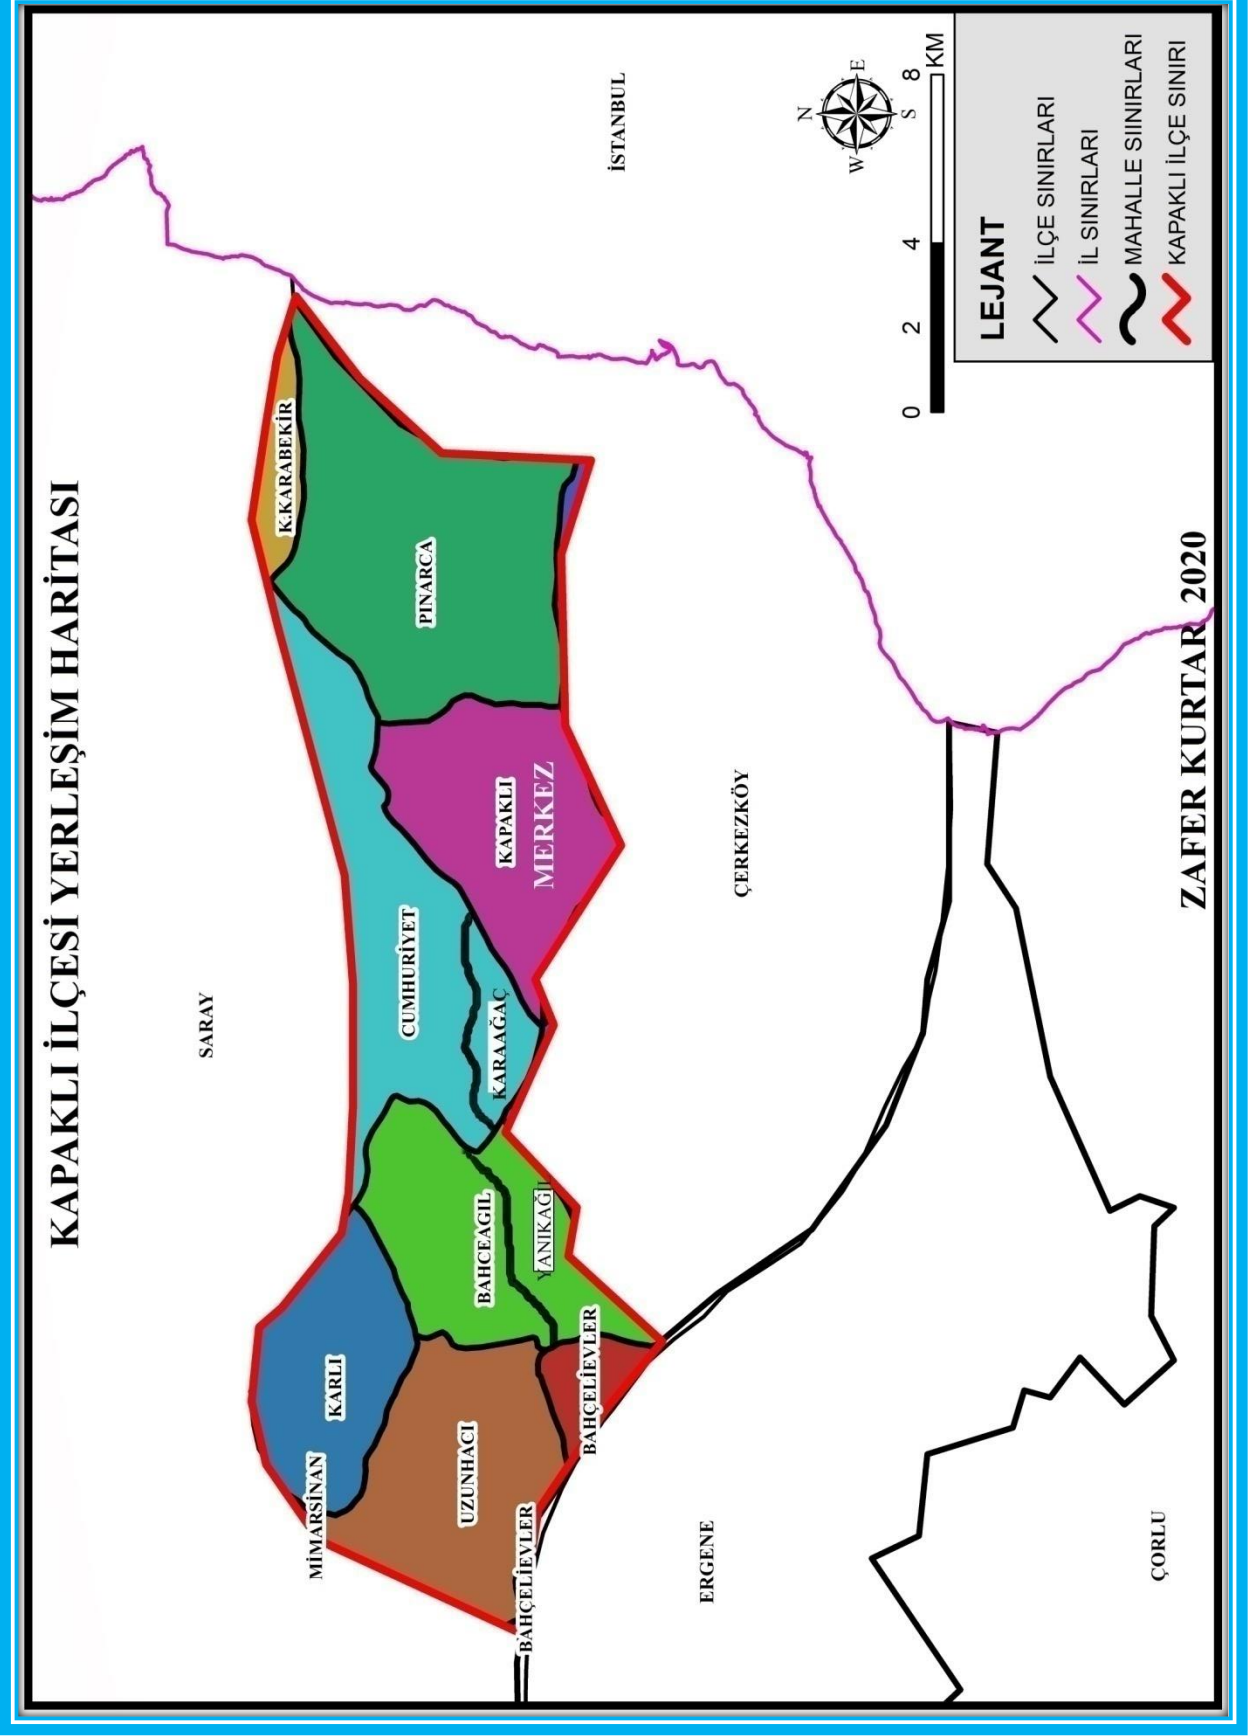 KAPAKLI İLÇESİ YERLEŞİM HARİTASI
SARAY
İSTANBUL
MİMARSİNAN
KARLI
K.KARABEKİR
CUMHURİYET
PINARCA
UZUNHACI
BAHCEAGIL
KARAAĞAÇ
KAPAKLI
MERKEZ
BAHÇELİEVLER
YANIKAĞIL
BAHÇELİEVLER
ERGENE
ÇERKEZKÖY
ÇORLU
N
W
E
S
0
2
4
8
KM
LEJANT
İLÇE SINIRLARI
İL SINIRLARI
MAHALLE SIINIRLARI
KAPAKLI İLÇE SINIRI
ZAFER KURTAR 2020